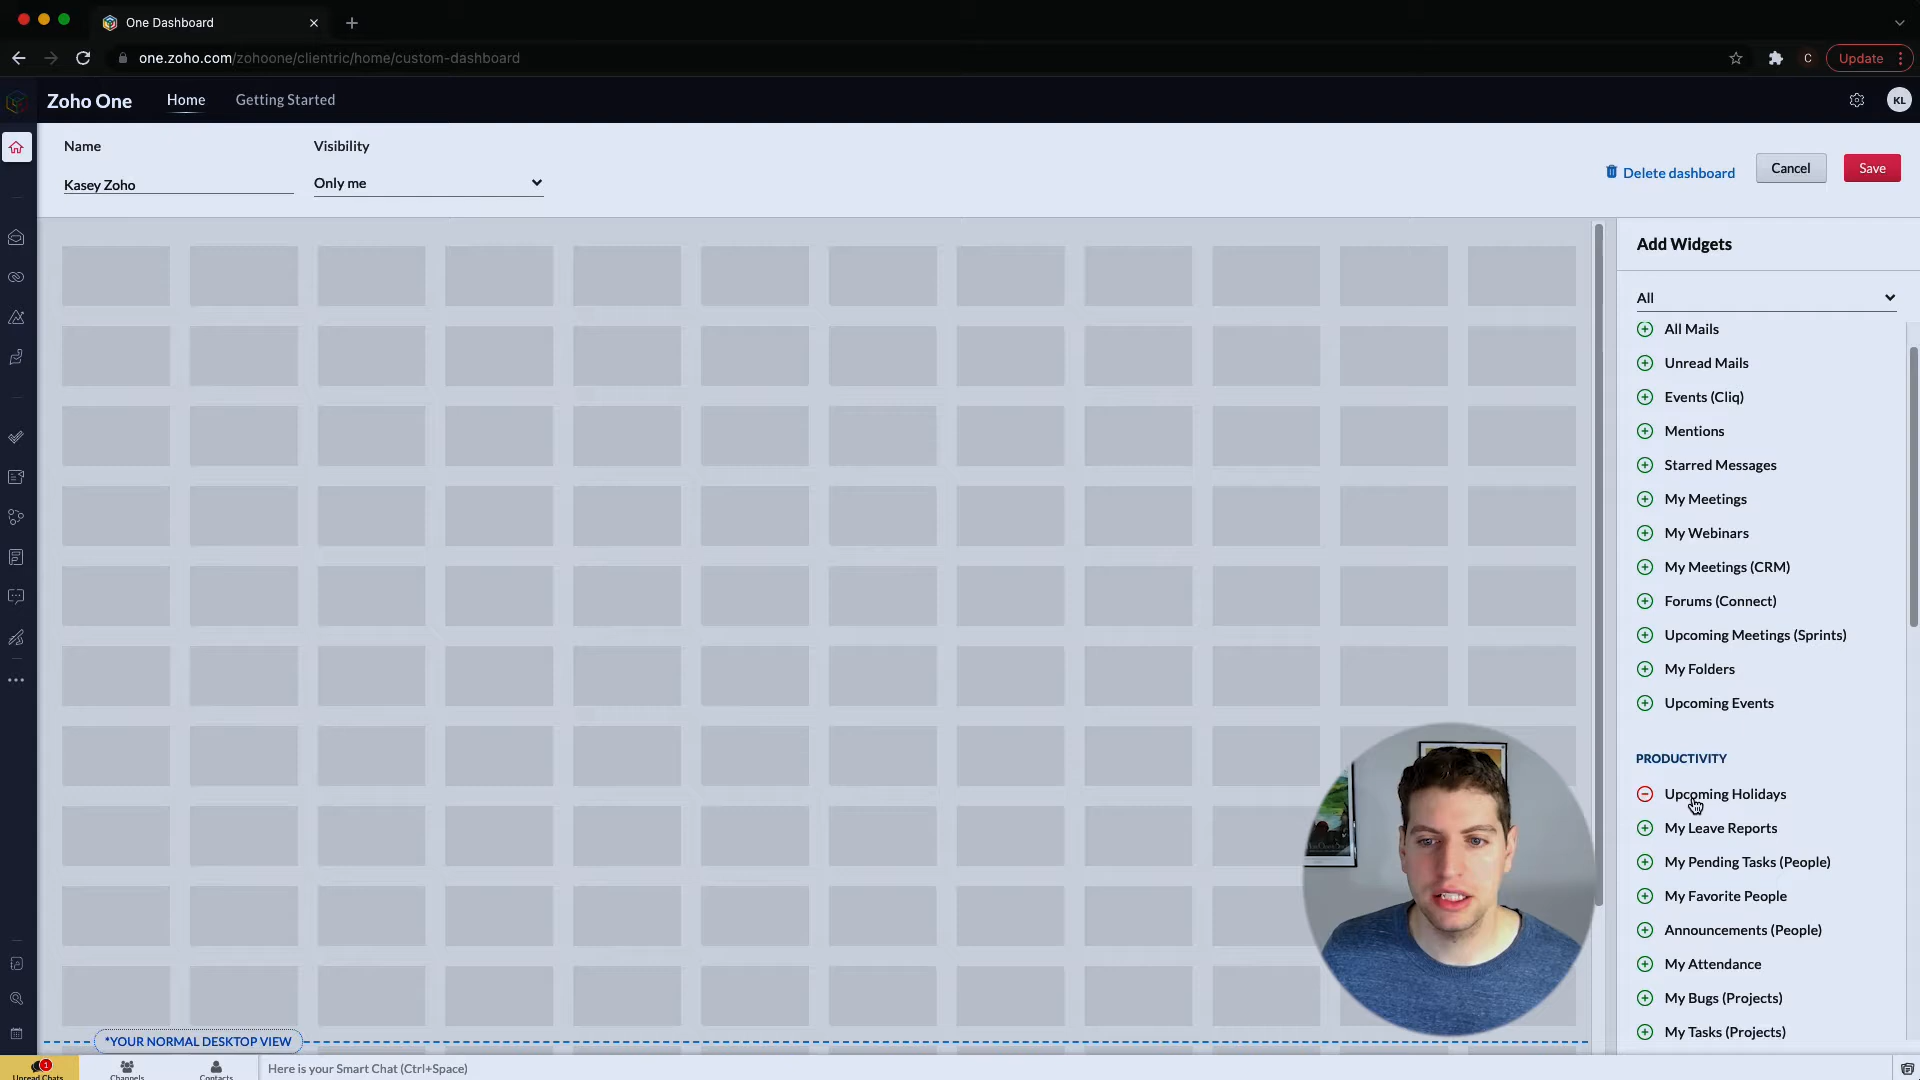 One Dashboard
one.zoho.com/zohoone/clientric/home/custom-dashboard
C
Update
Zoho One
Home
Getting Started
KL
Name
Visibility
Kasey Zoho
Only me
Delete dashboard
Cancel
Save
Add Widgets
All
All Mails
Unread Mails
Events (Cliq)
Mentions
Starred Messages
My Meetings
My Webinars
My Meetings (CRM)
Forums (Connect)
Upcoming Meetings (Sprints)
My Folders
Upcoming Events
PRODUCTIVITY
Upcoming Holidays
My Leave Reports
My Pending Tasks (People)
My Favorite People
Announcements (People)
My Attendance
My Bugs (Projects)
My Tasks (Projects)
*YOUR NORMAL DESKTOP VIEW
1
Unread Chats
Channels
Contacts
Here is your Smart Chat (Ctrl+Space)